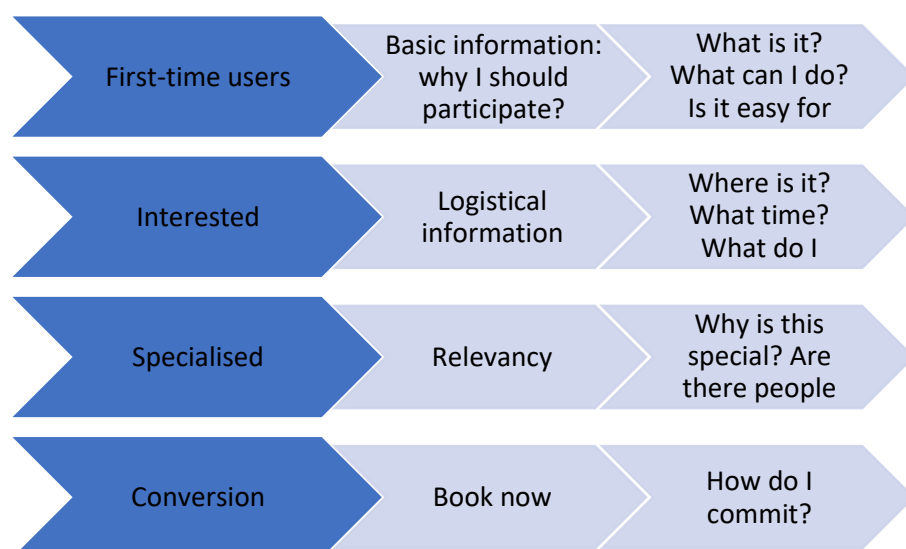 First-time users
Basic information:
why I should
participate?
What is it?
What can I do?
Is it easy for
Interested
Logistical
information
Where is it?
What time?
What do I
Specialised
Relevancy
Why is this
special? Are
there people
Conversion
Book now
How do I
commit?